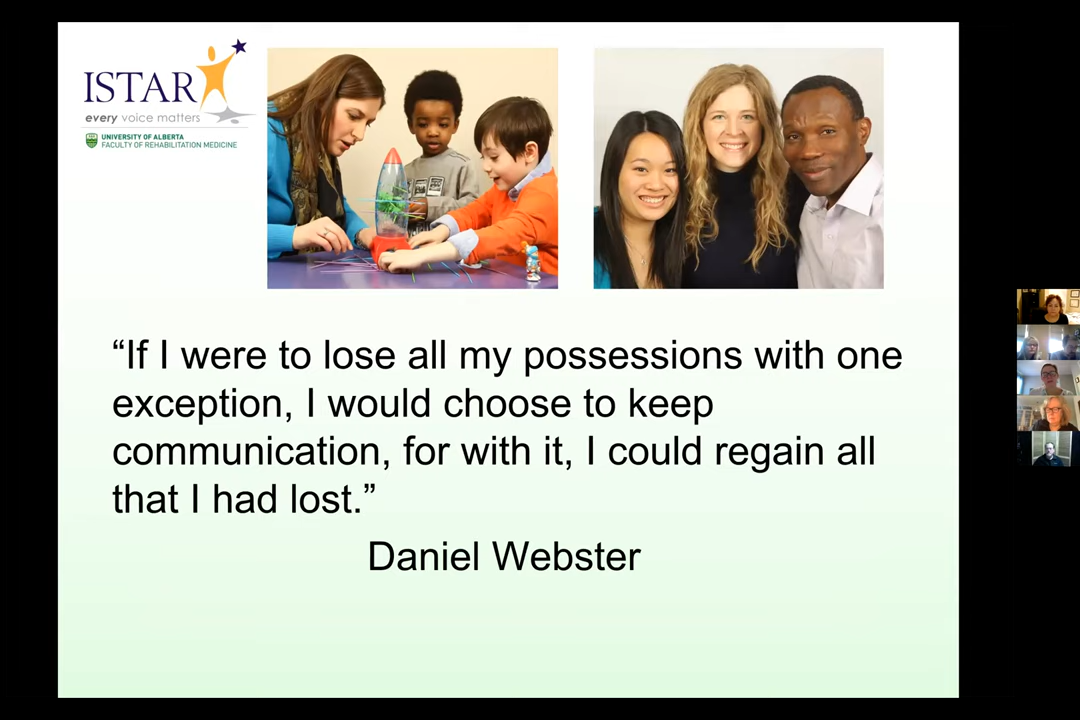 ISTAR
every voice matters
UNIVERSITY OF ALBERTA
FACULTY OF REHABILITATION MEDICINE
“If I were to lose all my possessions with one
exception, I would choose to keep
communication, for with it, I could regain all
that I had lost.”
Daniel Webster